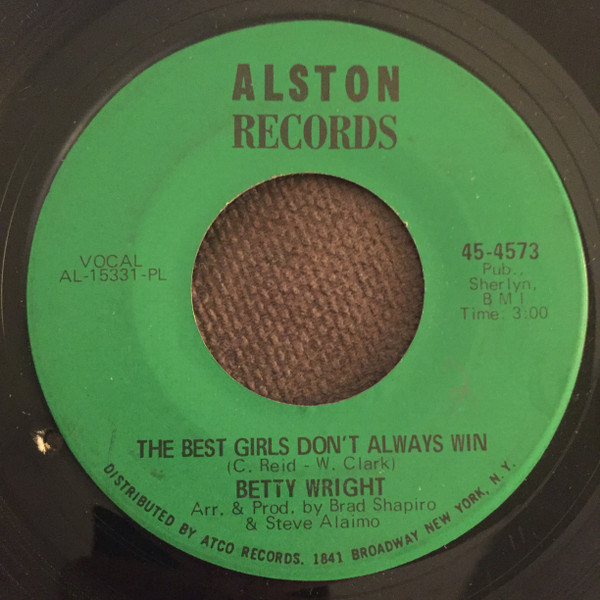 ALSTON
RECORDS
VOCAL
AL-15331-PL
45-4573
Pub.,
Sherlyn,
BMI
Time: 3:00
THE BEST GIRLS DON'T ALWAYS WIN
(C. Reid - W. Clark)
BETTY WRIGHT
Arr. & Prod. by Brad Shapiro
& Steve Alaimo
DISTRIBUTED BY ATCO RECORDS, 1841 BROADWAY NEW YORK, N.Y.